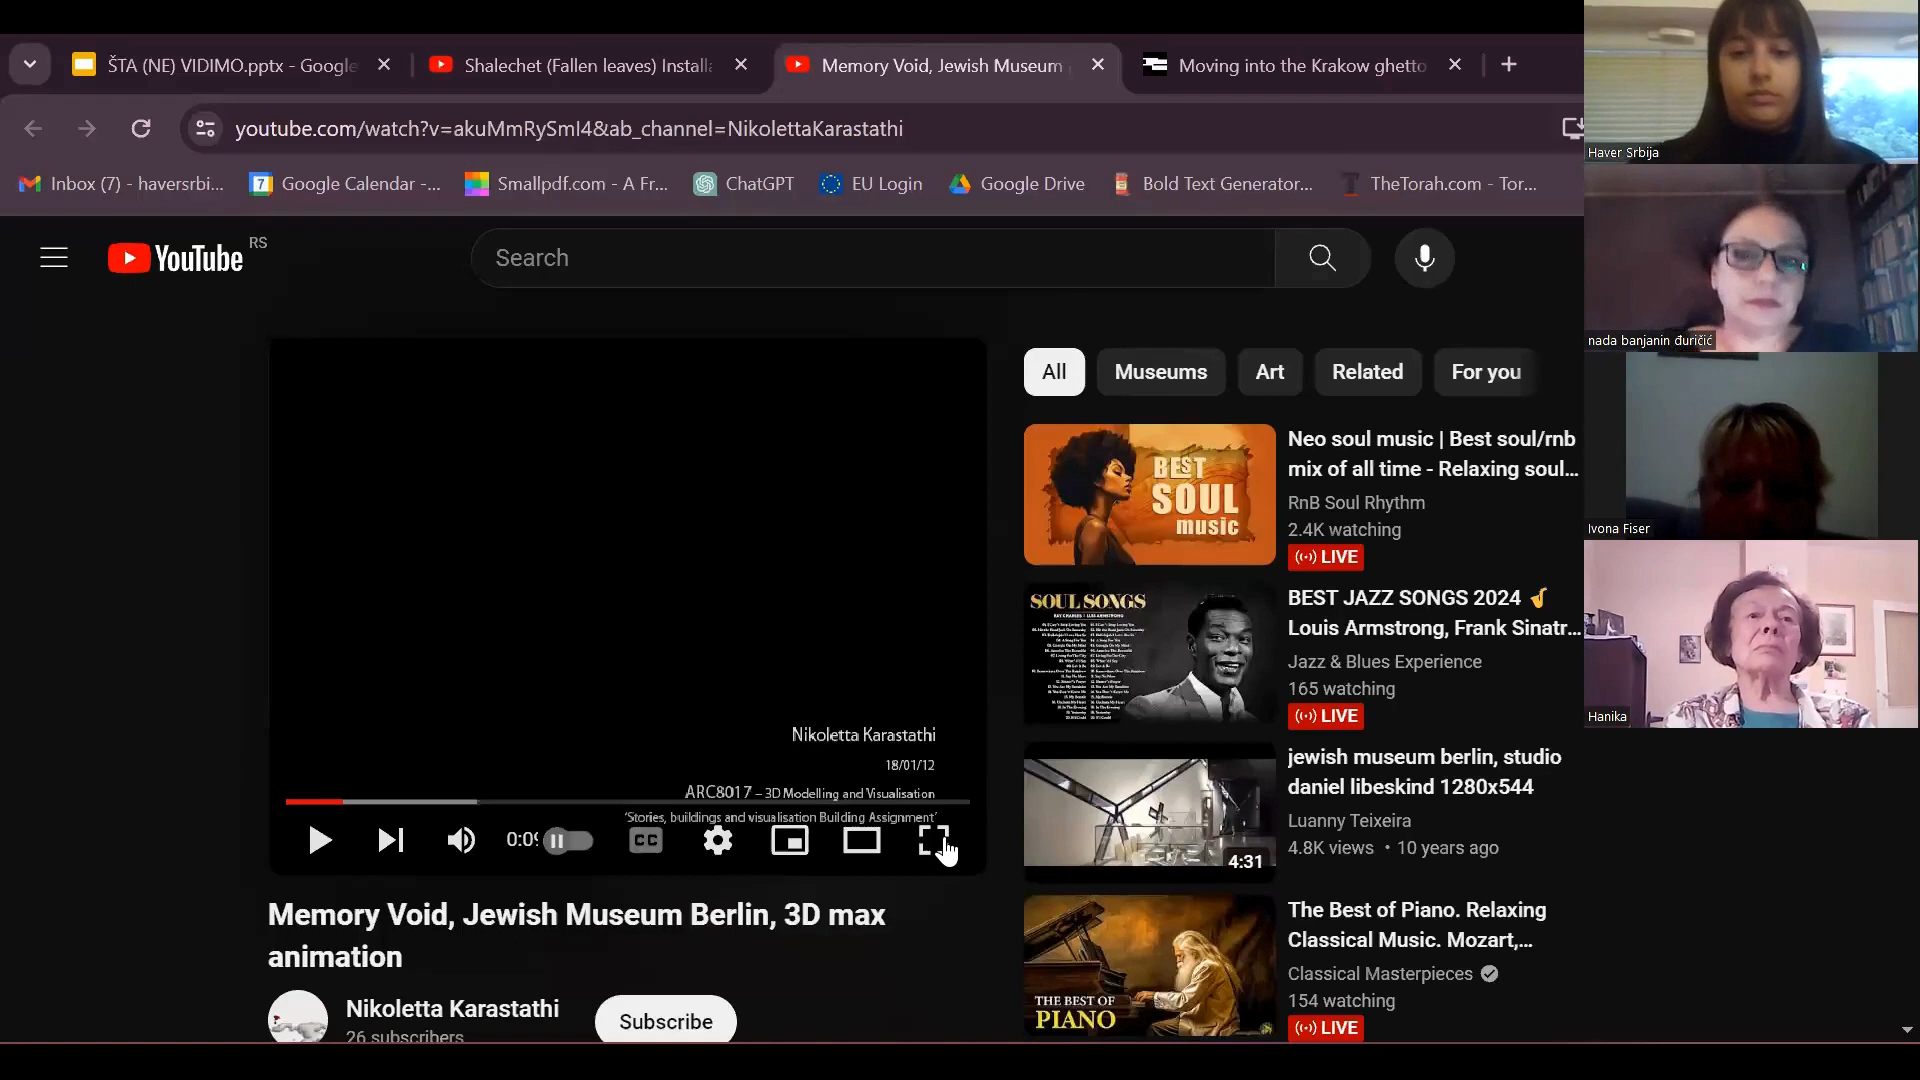 ŠTA (NE) VIDIMO.pptx - Google
Shalechet (Fallen leaves) Install
Memory Void, Jewish Museum
Moving into the Krakow ghetto
youtube.com/watch?v=akuMmRySmI4&ab_channel=NikolettaKarastathi
Inbox (7) - haversrbi...
7
Google Calendar -...
Smallpdf.com - A Fr...
ChatGPT
EU Login
Google Drive
Bold Text Generator...
TheTorah.com - Tor...
YouTube RS
Search
Nikoletta Karastathi
18/01/12
ARC8017 – 3D Modelling and Visualisation
'Stories, buildings and visualisation Building Assignment'
0:09
CC
Memory Void, Jewish Museum Berlin, 3D max
animation
Nikoletta Karastathi
26 subscribers
Subscribe
All
Museums
Art
Related
For you
BEST
SOUL
music
Neo soul music | Best soul/rnb
mix of all time - Relaxing soul...
RnB Soul Rhythm
2.4K watching
LIVE
SOUL SONGS
BEST JAZZ SONGS 2024 🎷
Louis Armstrong, Frank Sinatr...
Jazz & Blues Experience
165 watching
LIVE
4:31
jewish museum berlin, studio
daniel libeskind 1280x544
Luanny Teixeira
4.8K views • 10 years ago
THE BEST OF
PIANO
The Best of Piano. Relaxing
Classical Music. Mozart,...
Classical Masterpieces
154 watching
LIVE
Haver Srbija
nada banjanin đuričić
Ivona Fiser
Hanika